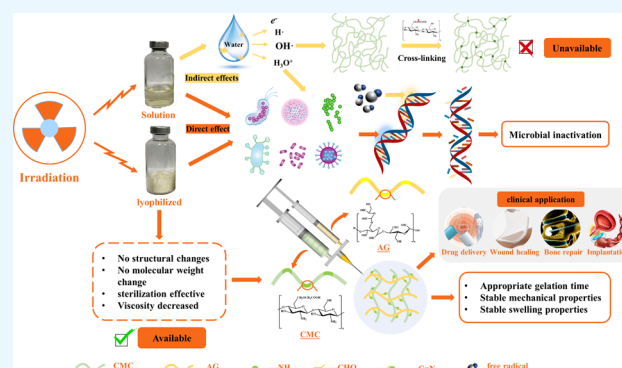 e⁻
H·
Water
OH·
H₃O⁺
Indirect effects
Cross-linking
Unavailable
Solution
Direct effect
Microbial inactivation
Irradiation
lyophilized
AG
clinical application
Drug delivery Wound healing Bone repair Implantation
• No structural changes
• No molecular weight
change
• sterilization effective
• Viscosity decreased
CMC
• Appropriate gelation time
• Stable mechanical properties
• Stable swelling properties
Available
CMC AG NH CHO C=N free radical